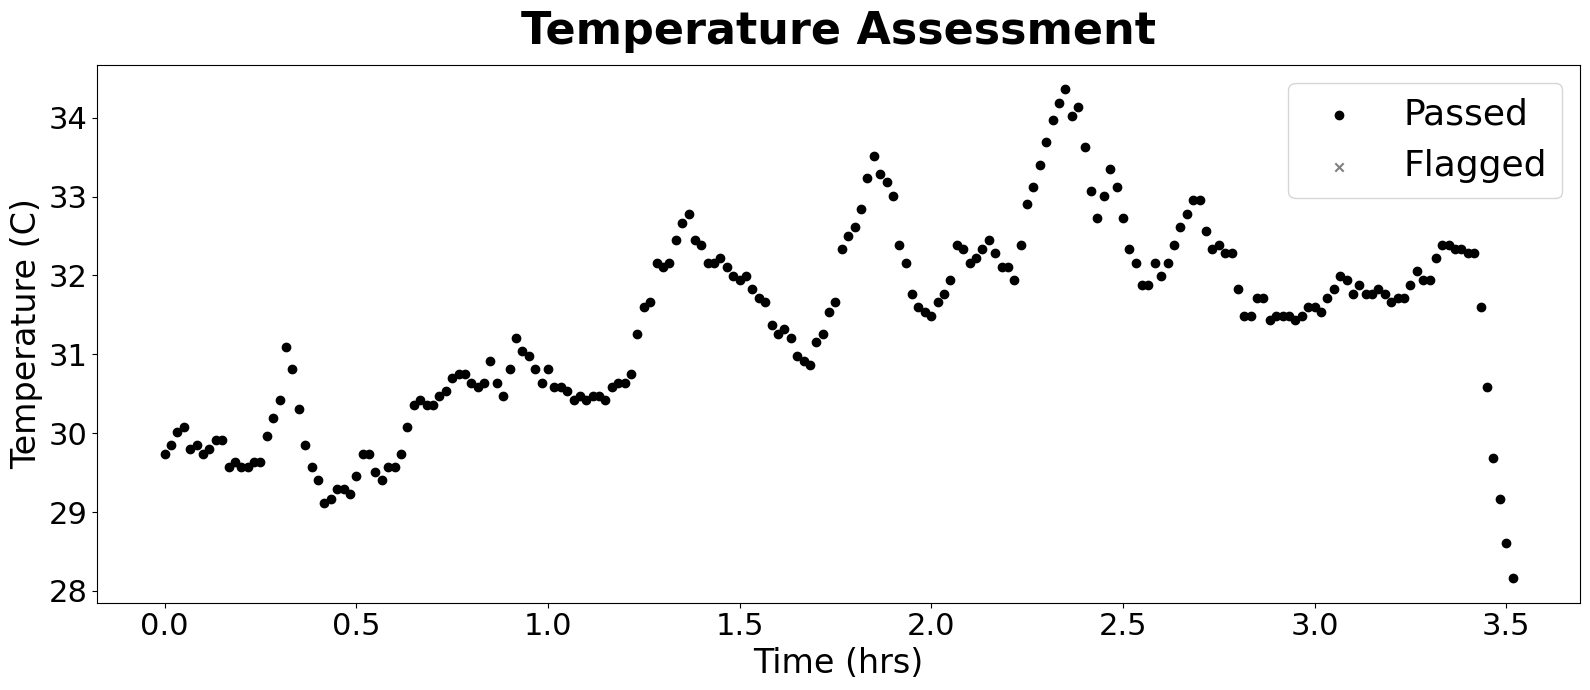 Temperature Assessment
Passed
Flagged
Temperature (C)
34
33
32
31
30
29
28
0.0 0.5 1.0 1.5 2.0 2.5 3.0 3.5
Time (hrs)